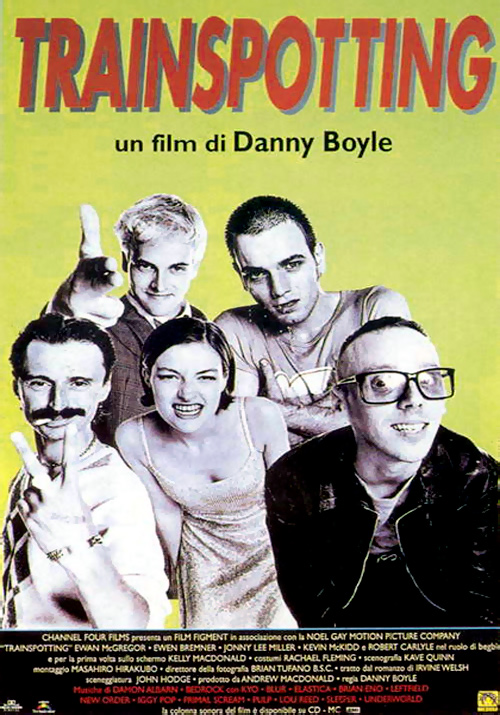 TRAINSPOTTING
un film di Danny Boyle
CHANNEL FOUR FILMS presenta un FILM FIGMENT in associazione con la NOEL GAY MOTION PICTURE COMPANY
"TRAINSPOTTING" EWAN McGREGOR • EWEN BREMNER • JONNY LEE MILLER • KEVIN McKIDD e ROBERT CARLYLE nel ruolo di begbie
e per la prima volta sullo schermo KELLY MACDONALD • costumi RACHAEL FLEMING • scenografia KAVE QUINN
montaggio MASAHIRO HIRAKUBO • direttore della fotografia BRIAN TUFANO B.S.C. • tratto dal romanzo di IRVINE WELSH
sceneggiatura JOHN HODGE • prodotto da ANDREW MACDONALD • regia DANNY BOYLE
Musiche di DAMON ALBARN • BEDROCK con KYO • BLUR • ELASTICA • BRIAN ENO • LEFTFIELD
NEW ORDER • IGGY POP • PRIMAL SCREAM • PULP • LOU REED • SLEEPER • UNDERWORLD
la colonna sonora del film è disponibile su CD - MC